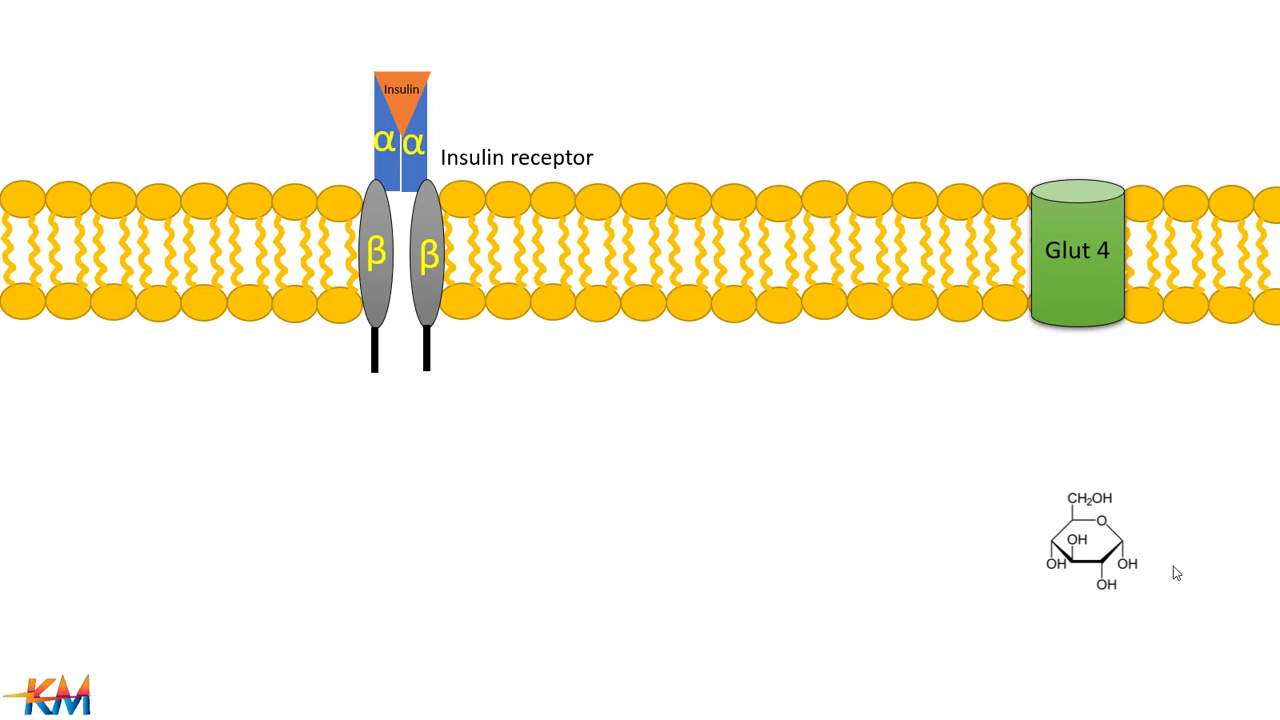 Insulin
α α
Insulin receptor
β β
Glut 4
CH₂OH
O
OH
OH OH
OH
KM